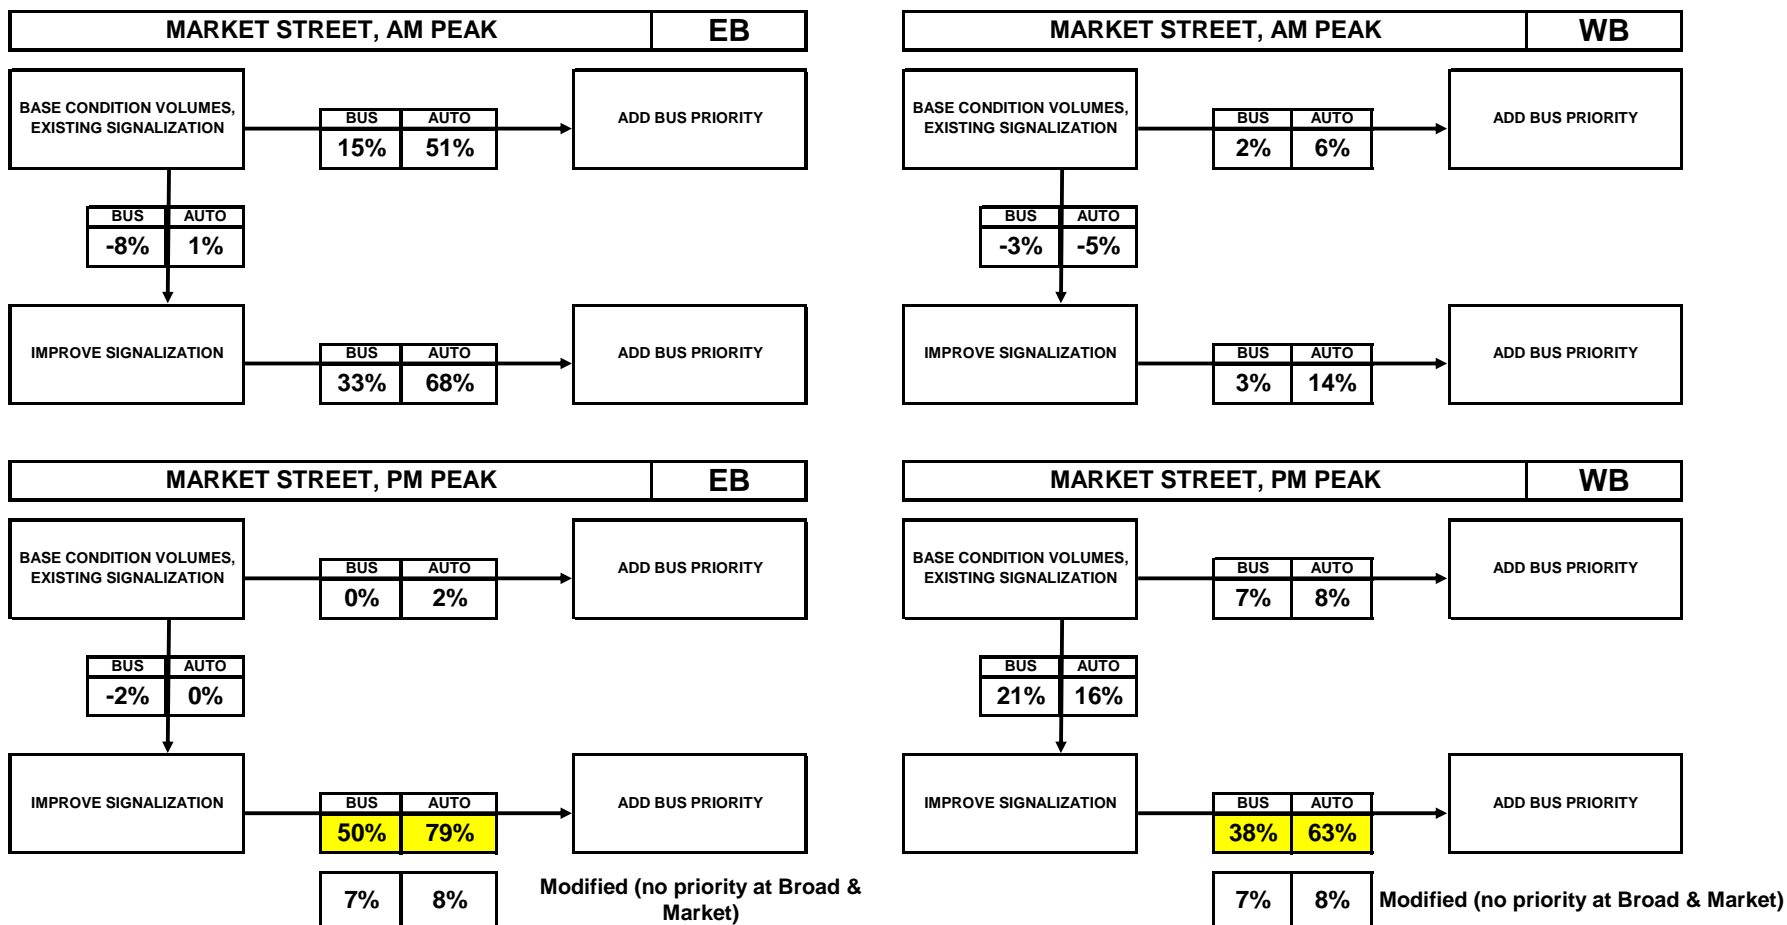 MARKET STREET, AM PEAK EB
BASE CONDITION VOLUMES,
EXISTING SIGNALIZATION
BUS AUTO
15% 51%
ADD BUS PRIORITY
BUS AUTO
-8% 1%
IMPROVE SIGNALIZATION
BUS AUTO
33% 68%
ADD BUS PRIORITY
MARKET STREET, AM PEAK WB
BASE CONDITION VOLUMES,
EXISTING SIGNALIZATION
BUS AUTO
2% 6%
ADD BUS PRIORITY
BUS AUTO
-3% -5%
IMPROVE SIGNALIZATION
BUS AUTO
3% 14%
ADD BUS PRIORITY
MARKET STREET, PM PEAK EB
BASE CONDITION VOLUMES,
EXISTING SIGNALIZATION
BUS AUTO
0% 2%
ADD BUS PRIORITY
BUS AUTO
-2% 0%
IMPROVE SIGNALIZATION
BUS AUTO
50% 79%
ADD BUS PRIORITY
7% 8%
Modified (no priority at Broad &
Market)
MARKET STREET, PM PEAK WB
BASE CONDITION VOLUMES,
EXISTING SIGNALIZATION
BUS AUTO
7% 8%
ADD BUS PRIORITY
BUS AUTO
21% 16%
IMPROVE SIGNALIZATION
BUS AUTO
38% 63%
ADD BUS PRIORITY
7% 8%
Modified (no priority at Broad & Market)